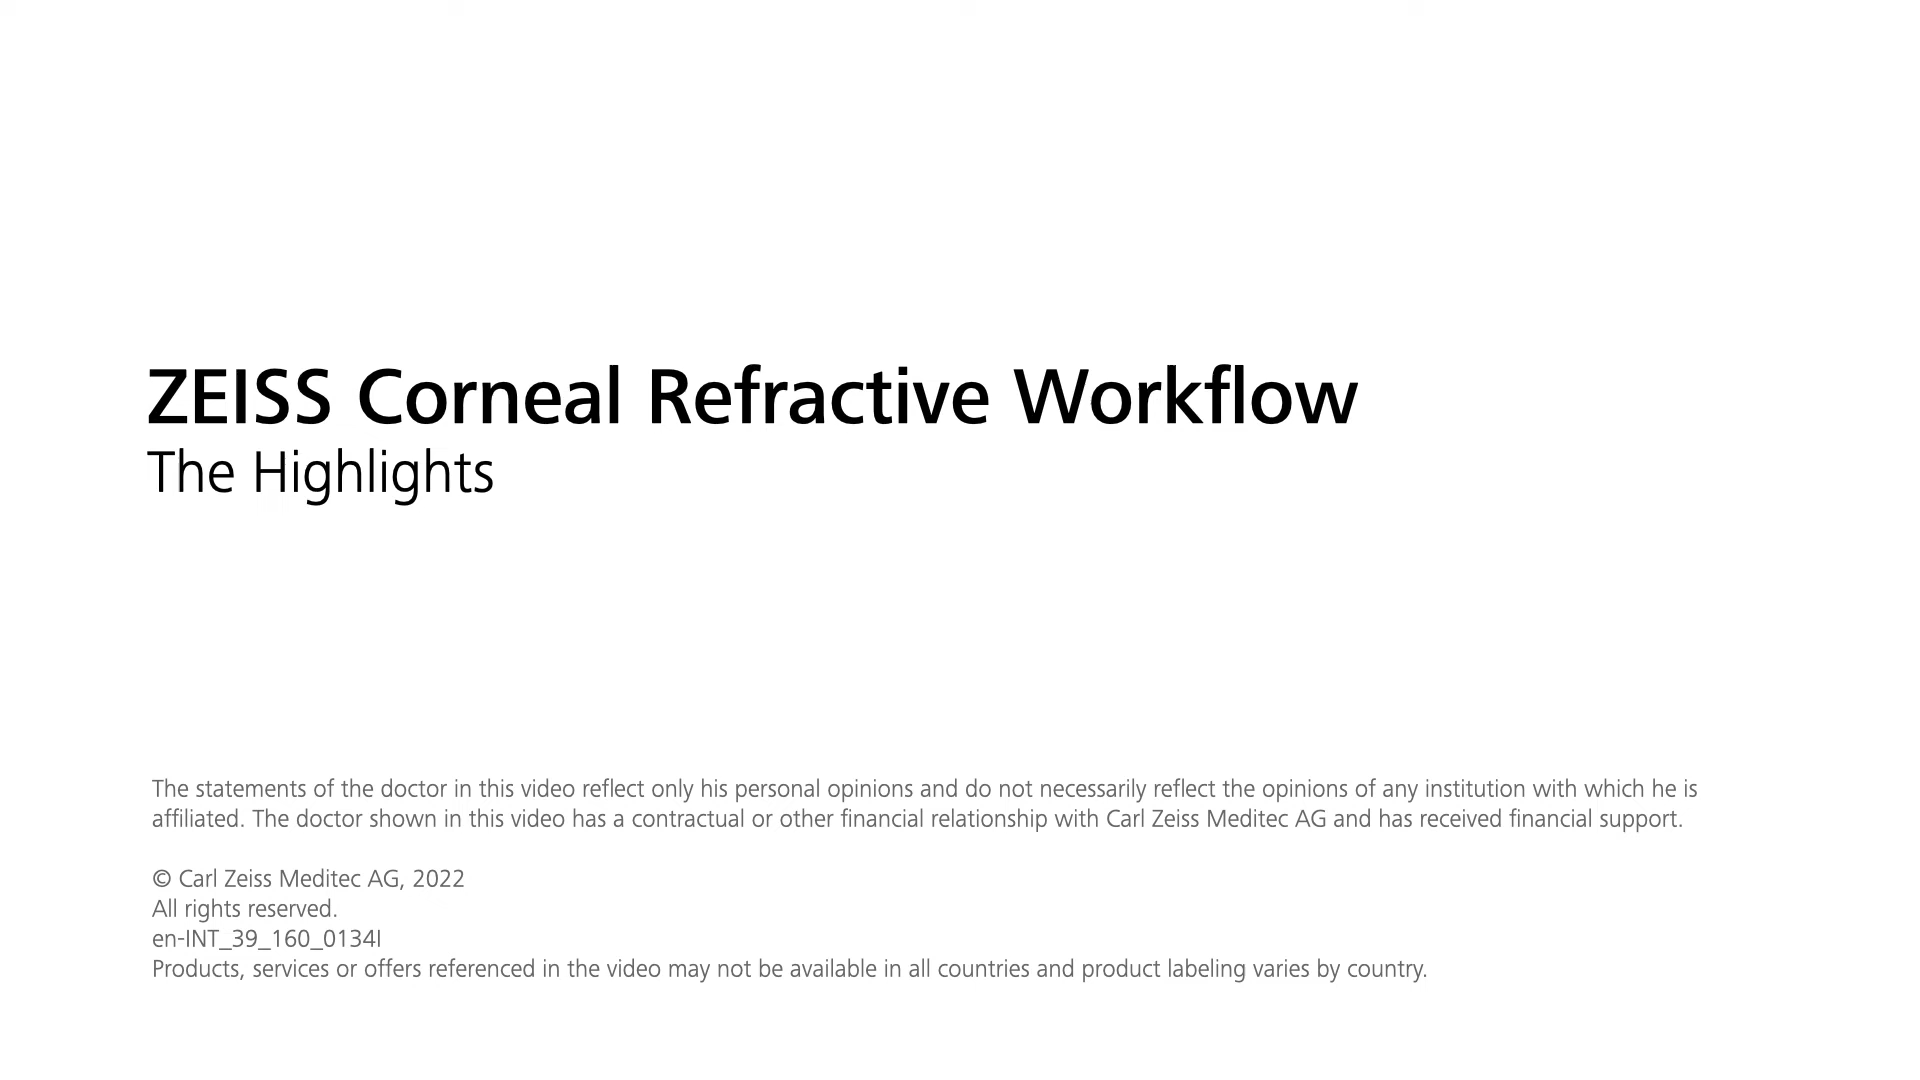 ZEISS Corneal Refractive Workflow
The Highlights
The statements of the doctor in this video reflect only his personal opinions and do not necessarily reflect the opinions of any institution with which he is
affiliated. The doctor shown in this video has a contractual or other financial relationship with Carl Zeiss Meditec AG and has received financial support.
© Carl Zeiss Meditec AG, 2022
All rights reserved.
en-INT_39_160_0134I
Products, services or offers referenced in the video may not be available in all countries and product labeling varies by country.